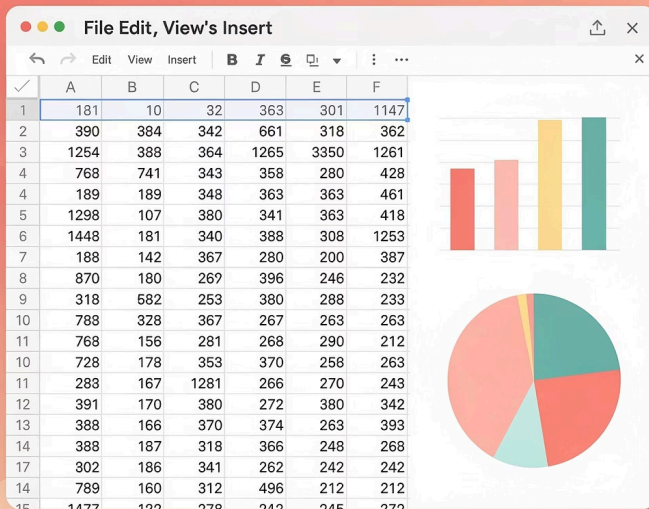 File Edit, View's Insert
Edit View Insert B I S
A B C D E F
1 181 10 32 363 301 1147
2 390 384 342 661 318 362
3 1254 388 364 1265 3350 1261
4 768 741 343 358 280 428
4 189 189 348 363 363 461
5 1298 107 380 341 363 418
6 1448 181 340 388 308 1253
7 188 142 367 280 200 387
8 870 180 269 396 246 232
9 318 582 253 380 288 233
10 788 328 367 267 263 263
11 768 156 281 268 290 212
10 728 178 353 370 256 263
11 283 167 1281 266 270 243
12 391 170 380 272 380 342
13 388 166 370 374 263 393
14 388 187 318 366 248 268
17 302 186 341 262 242 242
14 789 160 312 496 212 212